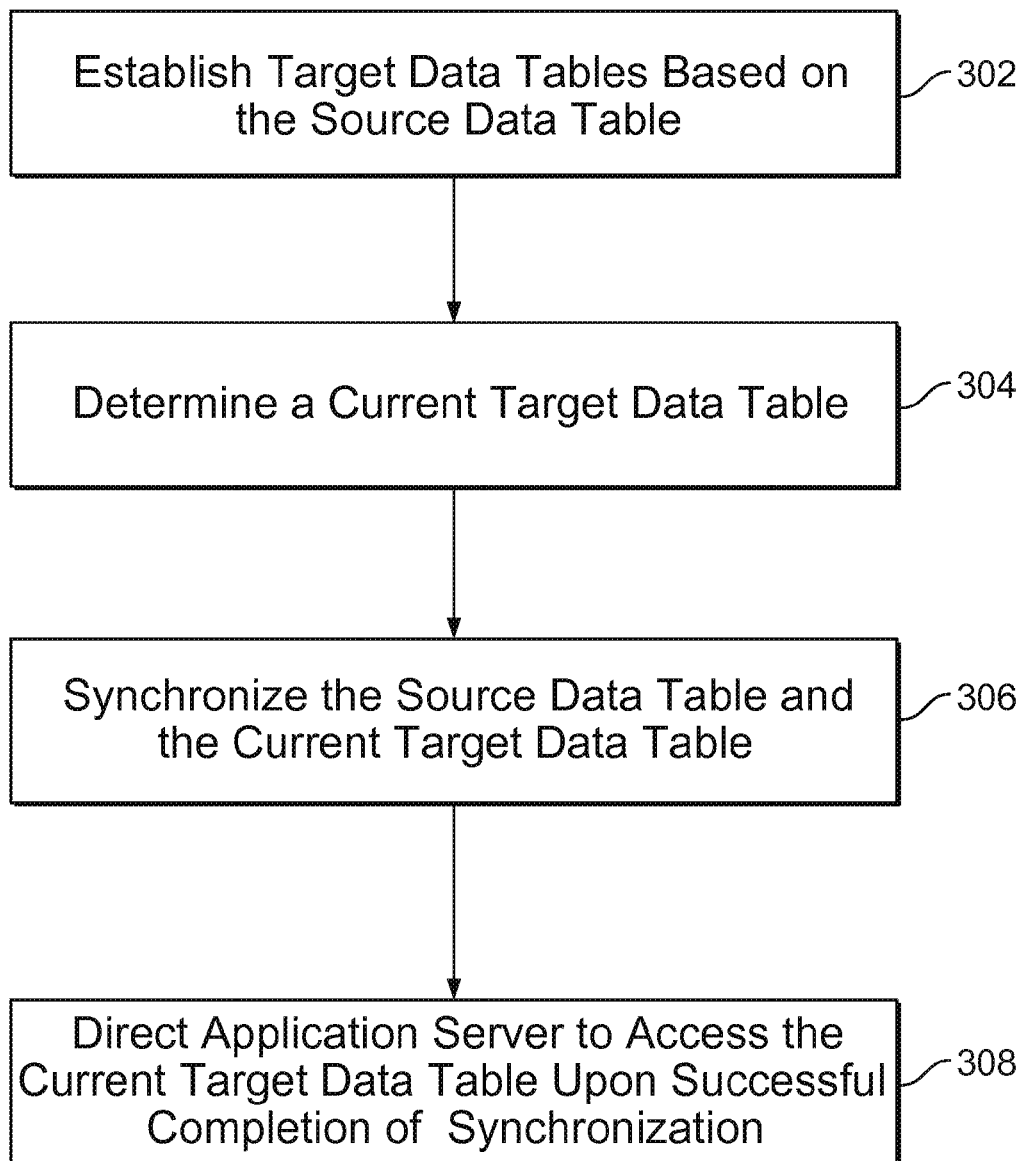 Establish Target Data Tables Based on
the Source Data Table
302
Determine a Current Target Data Table
304
Synchronize the Source Data Table and
the Current Target Data Table
306
Direct Application Server to Access the
Current Target Data Table Upon Successful
Completion of Synchronization
308